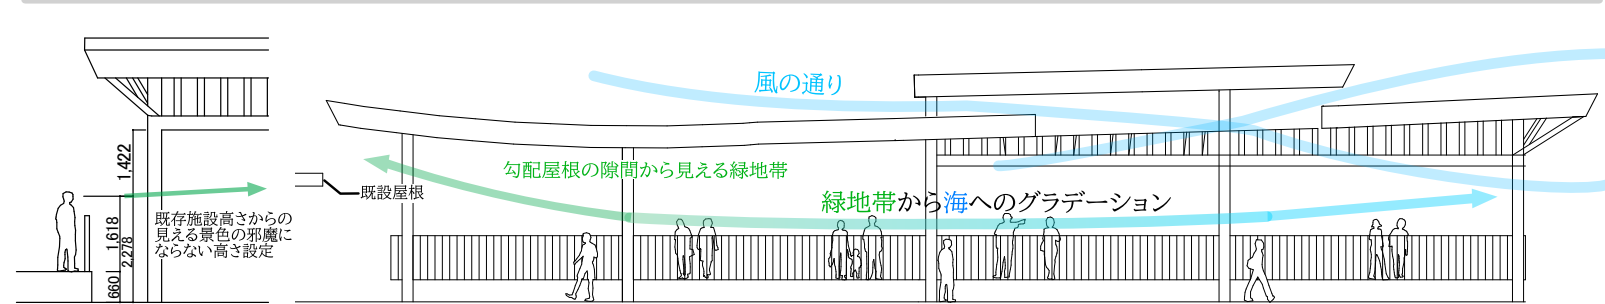 風の通り
勾配屋根の隙間から見える緑地帯
緑地帯から海へのグラデーション
既設屋根
既存施設高さからの
見える景色の邪魔に
ならない高さ設定
1,422
1,618
2,278
660